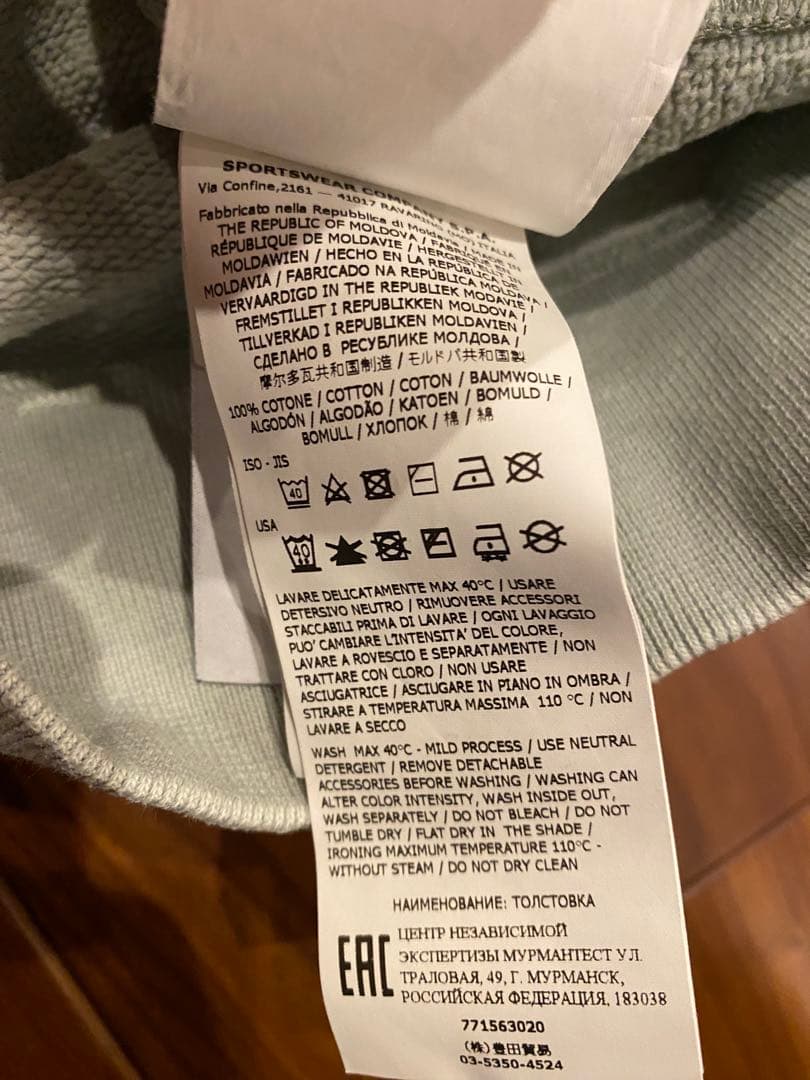 SPORTSWEAR COMPANY S.P.A.
Via Confine,2161 — 41017 RAVARINO (MO) ITALIA
Fabbricato nella Repubblica di Moldavia / MADE IN
THE REPUBLIC OF MOLDOVA / FABRIQUÉ EN
RÉPUBLIQUE DE MOLDAVIE / HERGESTELLT IN
MOLDAWIEN / HECHO EN LA REPÚBLICA DE
MOLDAVIA / FABRICADO NA REPÚBLICA MOLDAVA /
VERVAARDIGD IN THE REPUBLIEK MODAVIE /
FREMSTILLET I REPUBLIKKEN MOLDOVA /
TILLVERKAD I REPUBLIKEN MOLDAVIEN /
СДЕЛАНО В РЕСУБЛИКЕ МОЛДОВА /
摩尔多瓦共和国制造 / モルドバ共和国製
100% COTONE / COTTON / COTON / BAUMWOLLE /
ALGODÓN / ALGODÃO / KATOEN / BOMULD /
BOMULL / ХЛОПОК / 棉 / 綿
ISO - JIS
40
USA
40
LAVARE DELICATAMENTE MAX 40°C / USARE
DETERSIVO NEUTRO / RIMUOVERE ACCESSORI
STACCABILI PRIMA DI LAVARE / OGNI LAVAGGIO
PUO' CAMBIARE L'INTENSITA' DEL COLORE,
LAVARE A ROVESCIO E SEPARATAMENTE / NON
TRATTARE CON CLORO / NON USARE
ASCIUGATRICE / ASCIUGARE IN PIANO IN OMBRA /
STIRARE A TEMPERATURA MASSIMA 110 °C / NON
LAVARE A SECCO
WASH MAX 40°C - MILD PROCESS / USE NEUTRAL
DETERGENT / REMOVE DETACHABLE
ACCESSORIES BEFORE WASHING / WASHING CAN
ALTER COLOR INTENSITY, WASH INSIDE OUT,
WASH SEPARATELY / DO NOT BLEACH / DO NOT
TUMBLE DRY / FLAT DRY IN THE SHADE /
IRONING MAXIMUM TEMPERATURE 110°C -
WITHOUT STEAM / DO NOT DRY CLEAN
НАИМЕНОВАНИЕ: ТОЛСТОВКА
EAC
ЦЕНТР НЕЗАВИСИМОЙ
ЭКСПЕРТИЗЫ МУРМАНТЕСТ УЛ.
ТРАЛОВАЯ, 49, Г. МУРМАНСК,
РОССИЙСКАЯ ФЕДЕРАЦИЯ, 183038
771563020
(株)豊田貿易
03-5350-4524